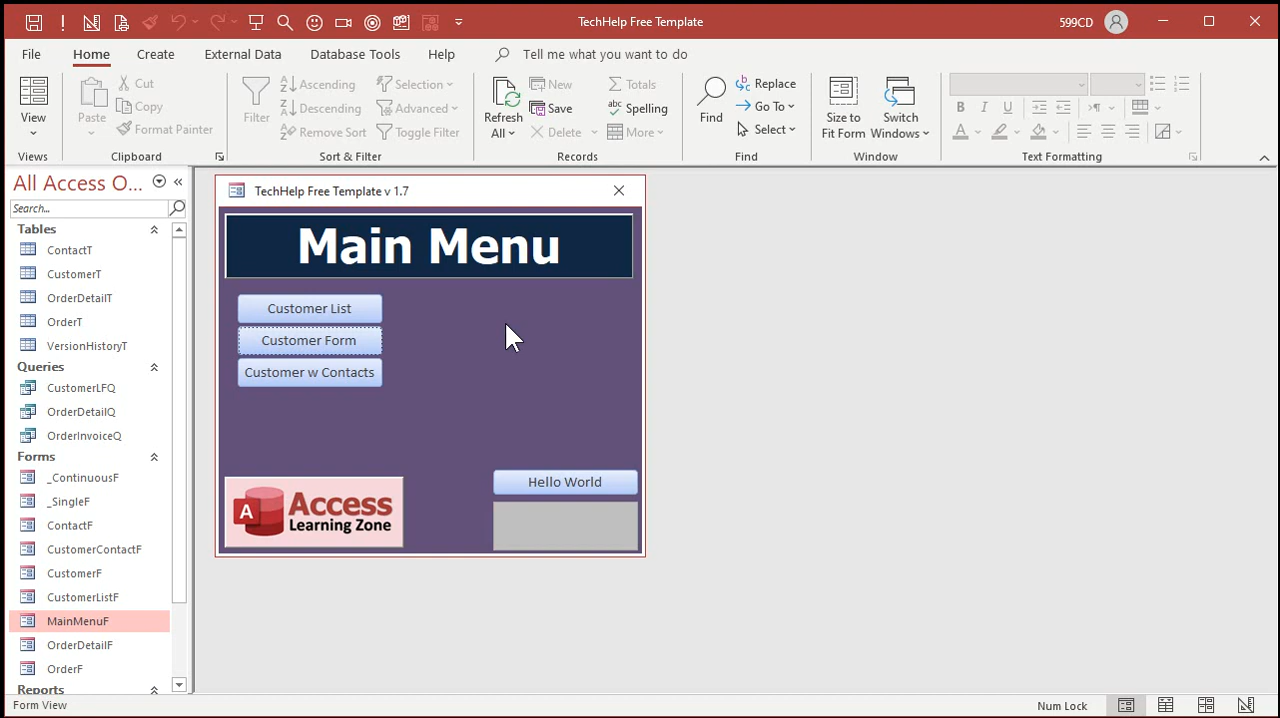 TechHelp Free Template
599CD
File
Home
Create
External Data
Database Tools
Help
Tell me what you want to do
View
Views
Paste
Cut
Copy
Format Painter
Clipboard
Filter
Ascending
Descending
Remove Sort
Selection
Advanced
Toggle Filter
Sort & Filter
Refresh
All
New
Save
Delete
Totals
Spelling
More
Records
Find
Replace
Go To
Select
Find
Size to
Fit Form
Switch
Windows
Window
B I U
A
Text Formatting
All Access O...
Search...
Tables
ContactT
CustomerT
OrderDetailT
OrderT
VersionHistoryT
Queries
CustomerLFQ
OrderDetailQ
OrderInvoiceQ
Forms
_ContinuousF
_SingleF
ContactF
CustomerContactF
CustomerF
CustomerListF
MainMenuF
OrderDetailF
OrderF
Reports
TechHelp Free Template v 1.7
Main Menu
Customer List
Customer Form
Customer w Contacts
A
Access
Learning Zone
Hello World
Form View
Num Lock